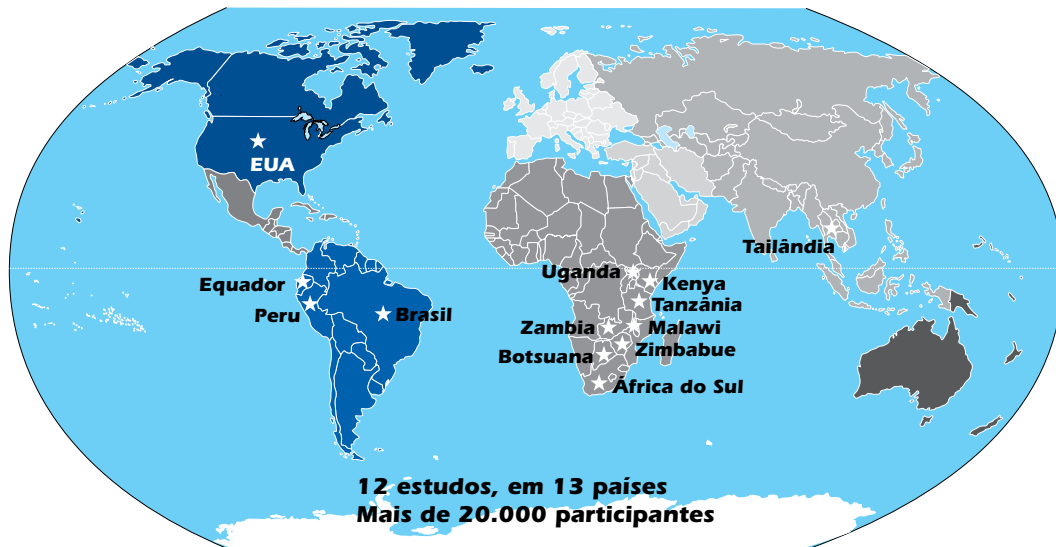 EUA
Tailândia
Uganda
Equador
Kenya
Tanzânia
Peru
Brasil
Zambia
Malawi
Zimbabue
Botsuana
África do Sul
12 estudos, em 13 países
Mais de 20.000 participantes